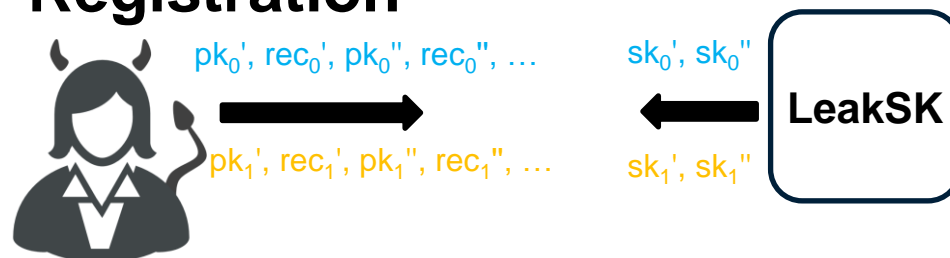 Registration
pk₀', rec₀', pk₀'', rec₀'', …
sk₀', sk₀''
LeakSK
pk₁', rec₁', pk₁'', rec₁'', …
sk₁', sk₁''